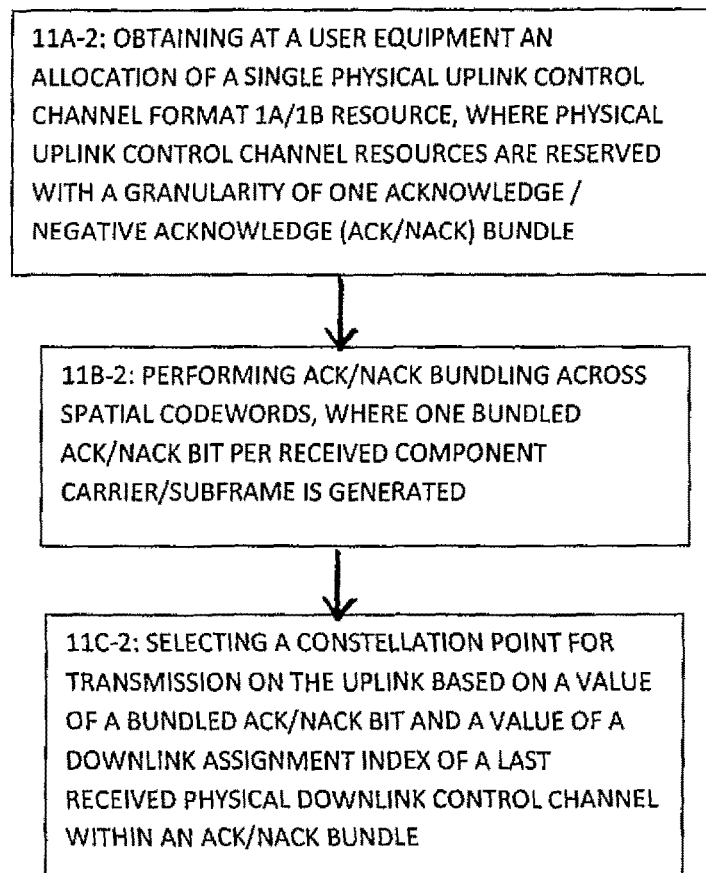 11A-2: OBTAINING AT A USER EQUIPMENT AN
ALLOCATION OF A SINGLE PHYSICAL UPLINK CONTROL
CHANNEL FORMAT 1A/1B RESOURCE, WHERE PHYSICAL
UPLINK CONTROL CHANNEL RESOURCES ARE RESERVED
WITH A GRANULARITY OF ONE ACKNOWLEDGE /
NEGATIVE ACKNOWLEDGE (ACK/NACK) BUNDLE
11B-2: PERFORMING ACK/NACK BUNDLING ACROSS
SPATIAL CODEWORDS, WHERE ONE BUNDLED
ACK/NACK BIT PER RECEIVED COMPONENT
CARRIER/SUBFRAME IS GENERATED
11C-2: SELECTING A CONSTELLATION POINT FOR
TRANSMISSION ON THE UPLINK BASED ON A VALUE
OF A BUNDLED ACK/NACK BIT AND A VALUE OF A
DOWNLINK ASSIGNMENT INDEX OF A LAST
RECEIVED PHYSICAL DOWNLINK CONTROL CHANNEL
WITHIN AN ACK/NACK BUNDLE